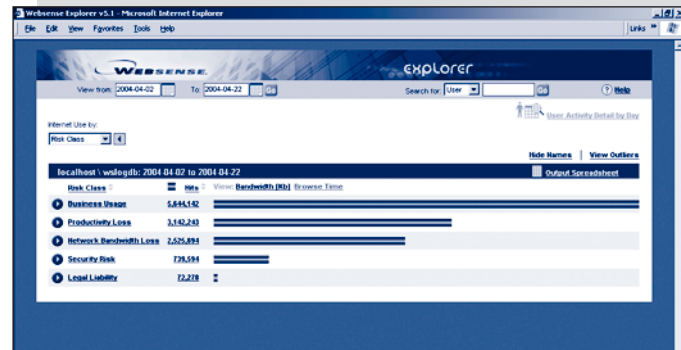 Websense Explorer v5.1 - Microsoft Internet Explorer
File Edit View Favorites Tools Help Links »
WEBSENSE. explorer
View from: 2004-04-02 To: 2004-04-22 Go Search for: User Go ? Help
User Activity Detail by Day
Internet Use by:
Risk Class
Hide Names | View Outliers
localhost \ wslogdb: 2004-04-02 to 2004-04-22 Output Spreadsheet
Risk Class Hits View: Bandwidth [Kb] Browse Time
Business Usage 5,644,142
Productivity Loss 3,142,243
Network Bandwidth Loss 2,525,894
Security Risk 739,594
Legal Liability 72,278